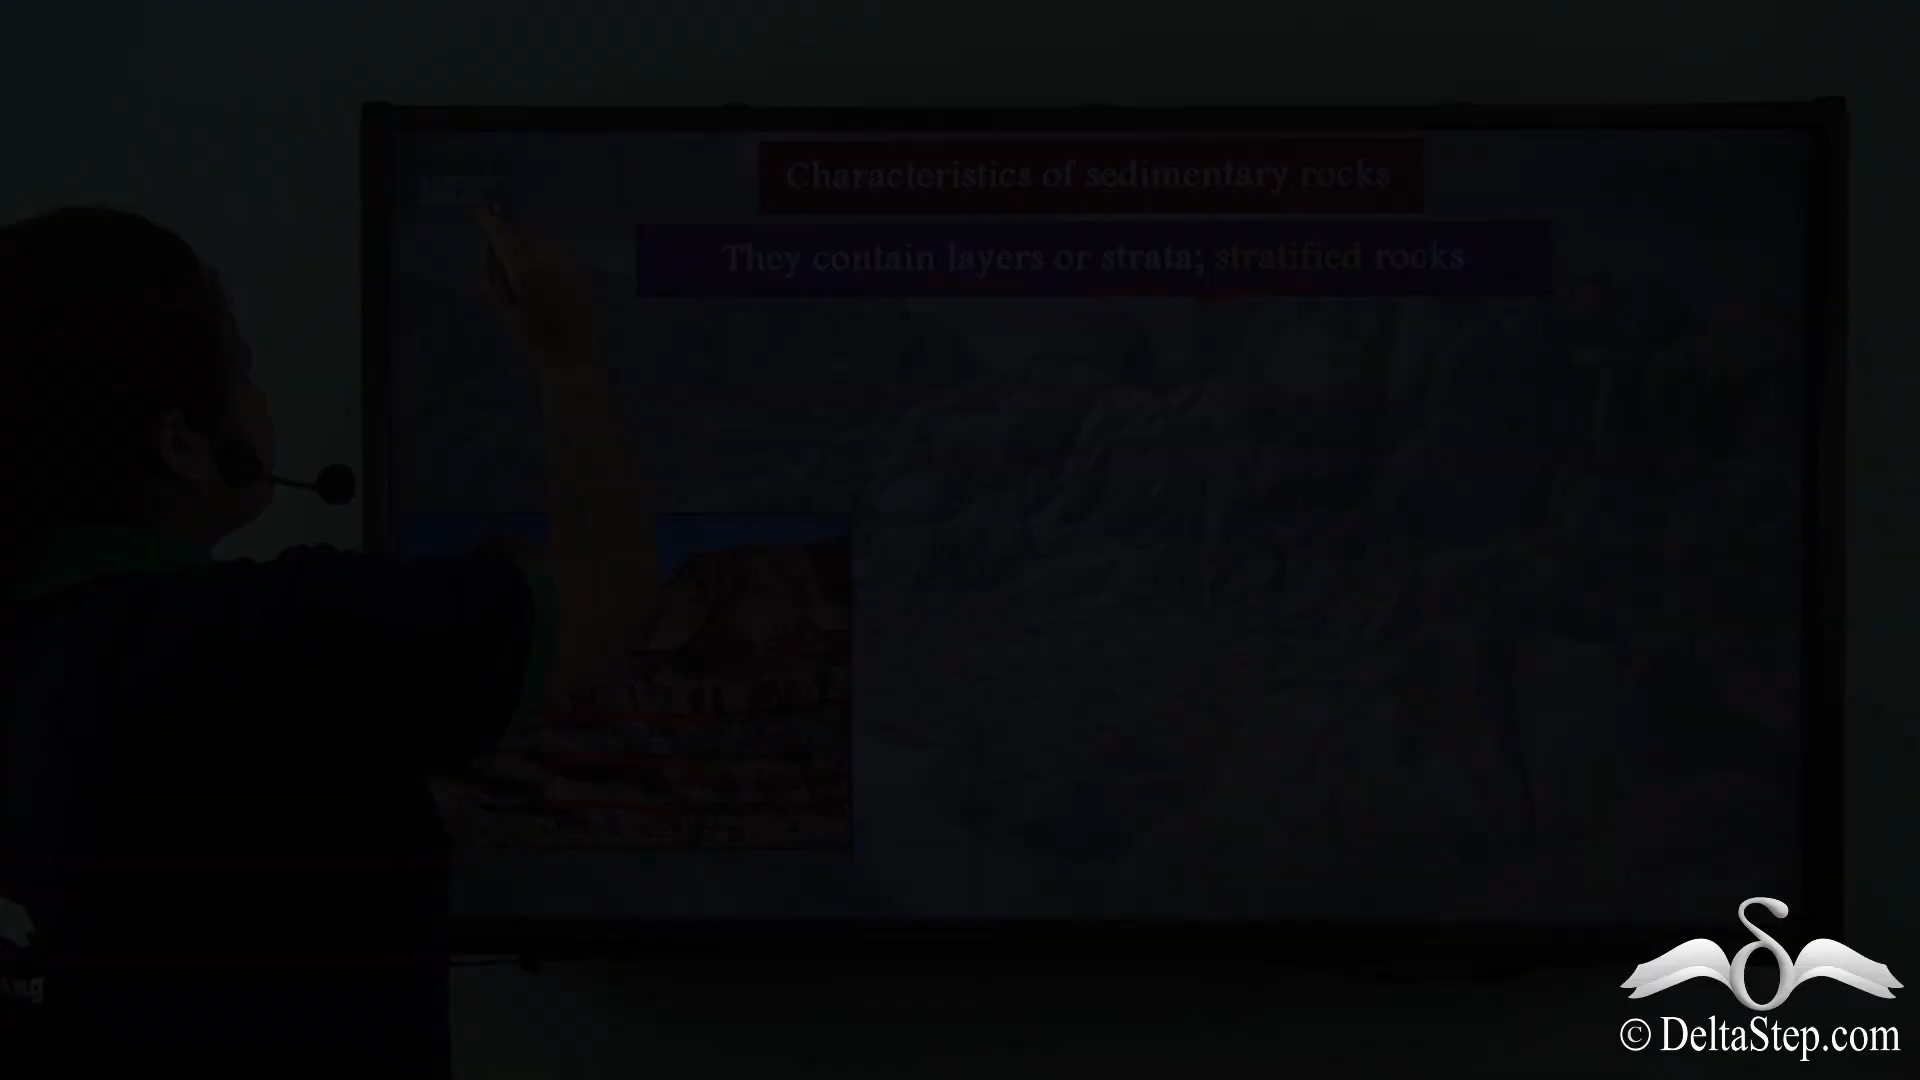 Characteristics of sedimentary rocks
They contain layers or strata; stratified rocks
© DeltaStep.com